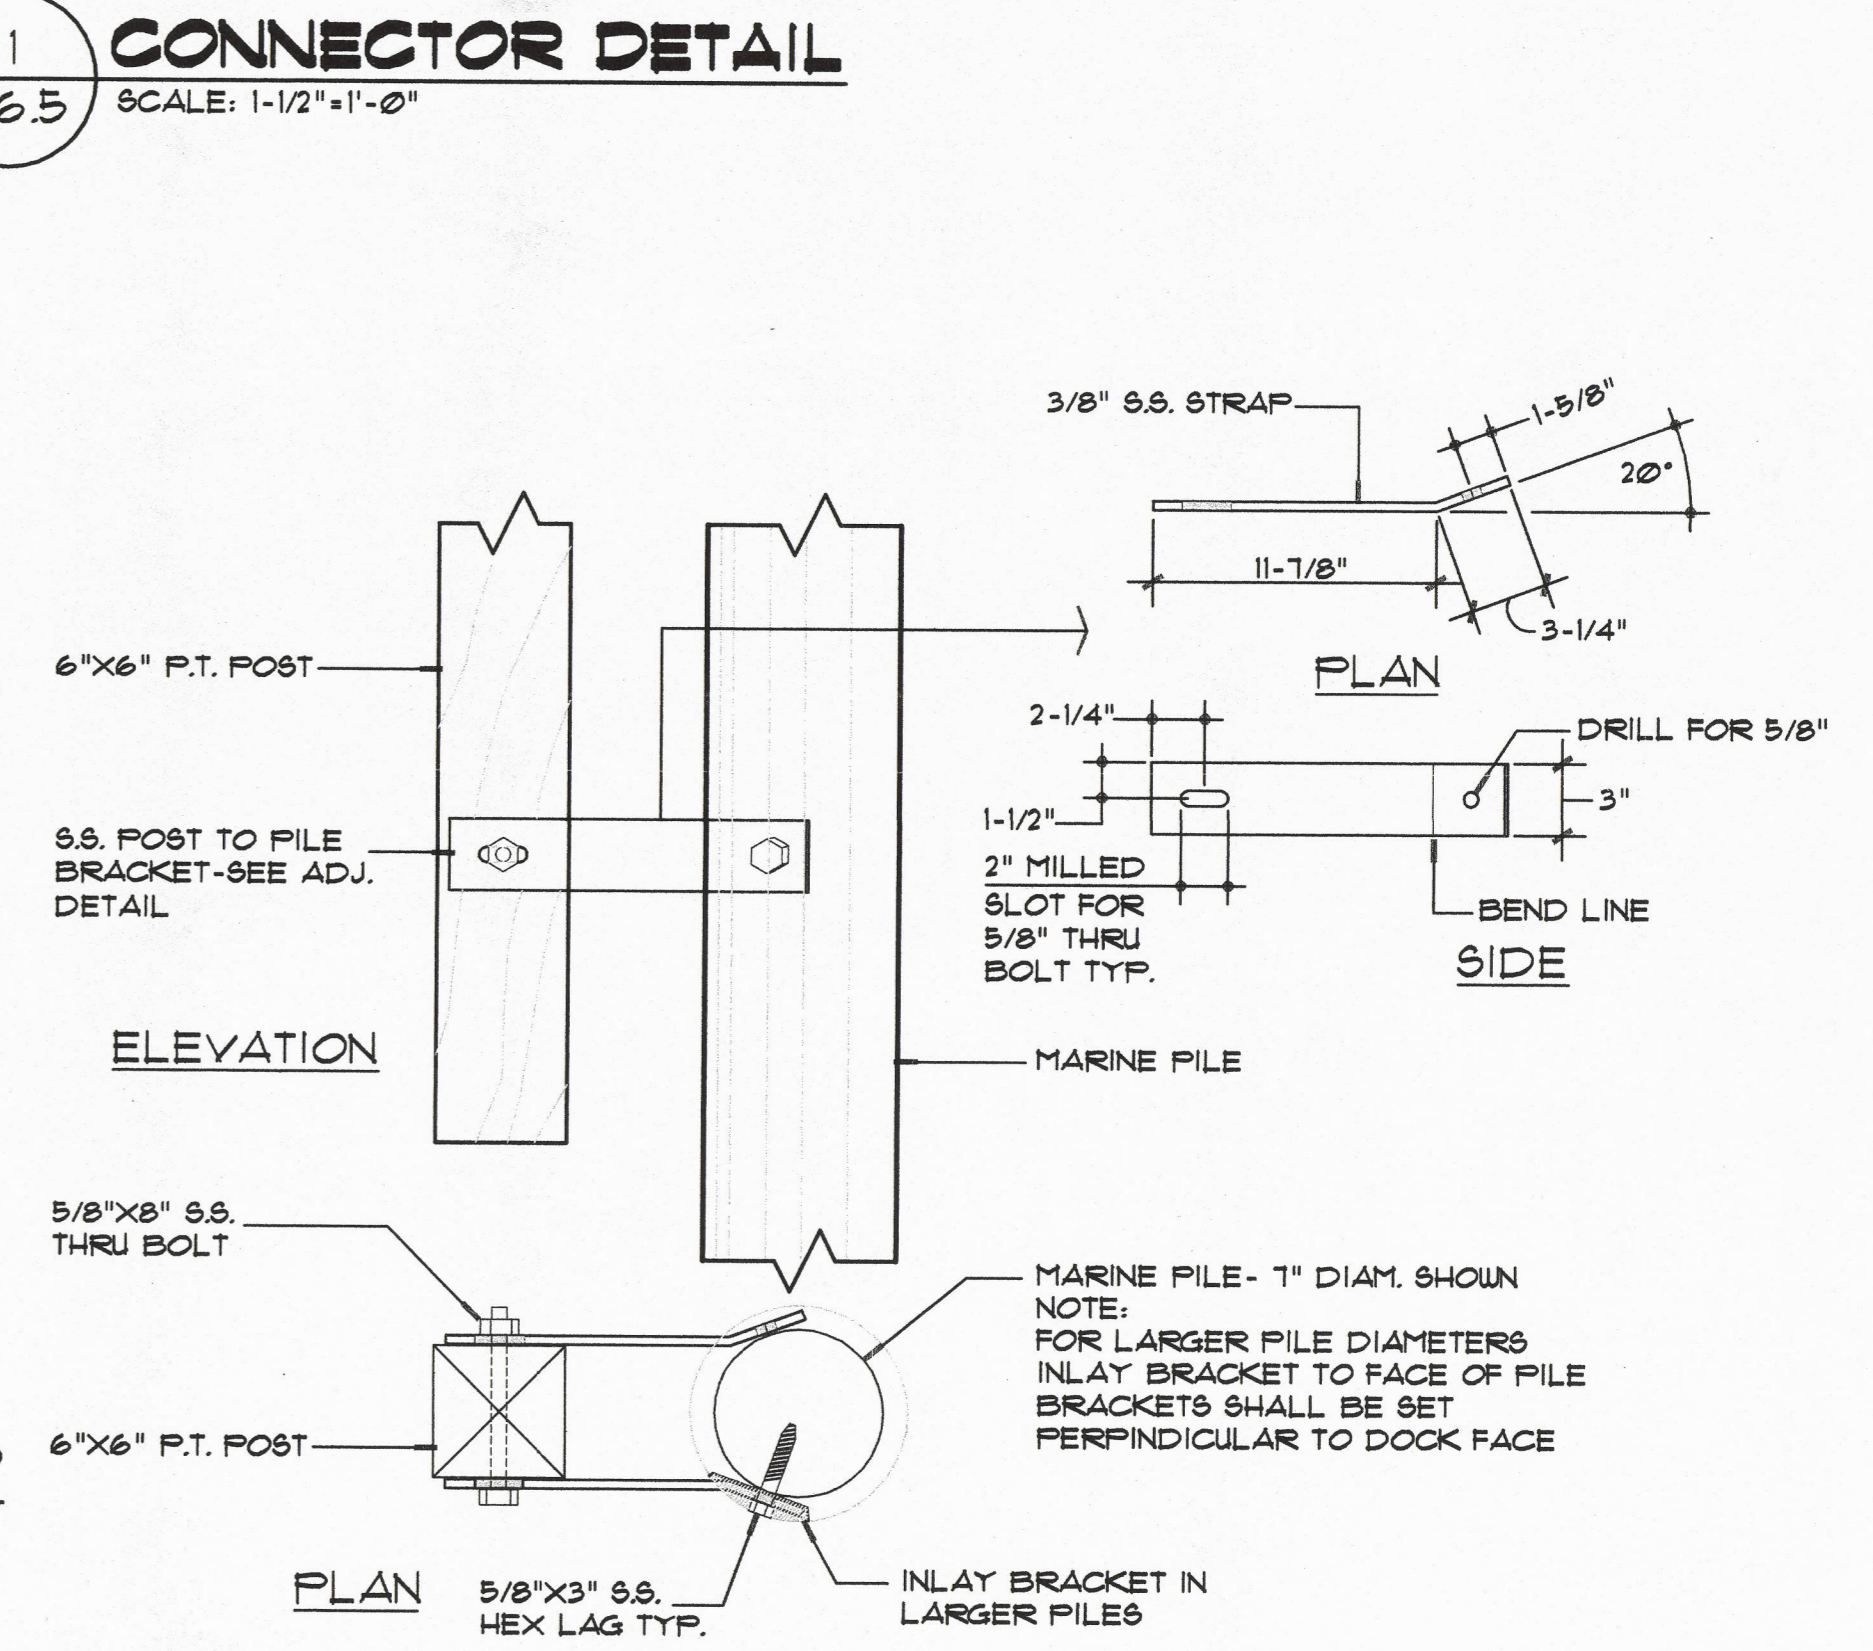 1
6.5
CONNECTOR DETAIL
SCALE: 1-1/2"=1'-0"
3/8" S.S. STRAP
1-5/8"
20°
11-7/8"
3-1/4"
PLAN
6"X6" P.T. POST
2-1/4"
DRILL FOR 5/8"
3"
1-1/2"
2" MILLED
SLOT FOR
5/8" THRU
BOLT TYP.
BEND LINE
SIDE
S.S. POST TO PILE
BRACKET-SEE ADJ.
DETAIL
ELEVATION
MARINE PILE
5/8"X8" S.S.
THRU BOLT
MARINE PILE- 7" DIAM. SHOWN
NOTE:
FOR LARGER PILE DIAMETERS
INLAY BRACKET TO FACE OF PILE
BRACKETS SHALL BE SET
PERPINDICULAR TO DOCK FACE
6"X6" P.T. POST
PLAN
5/8"X3" S.S.
HEX LAG TYP.
INLAY BRACKET IN
LARGER PILES